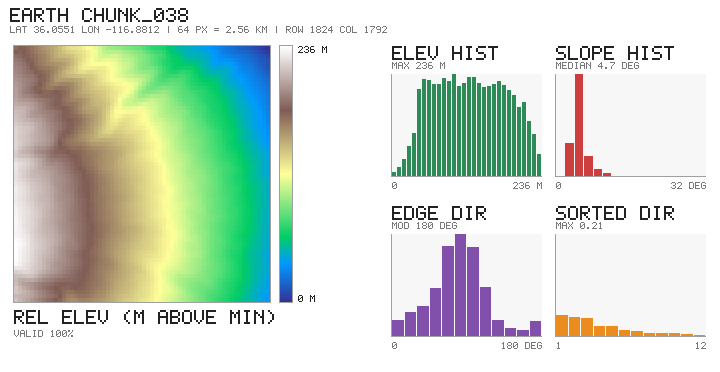 EARTH CHUNK_038
LAT 36.0551 LON -116.8812 | 64 PX = 2.56 KM | ROW 1824 COL 1792
236 M
0 M
REL ELEV (M ABOVE MIN)
VALID 100%
ELEV HIST
MAX 236 M
0 236 M
SLOPE HIST
MEDIAN 4.7 DEG
0 32 DEG
EDGE DIR
MOD 180 DEG
0 180 DEG
SORTED DIR
MAX 0.21
1 12